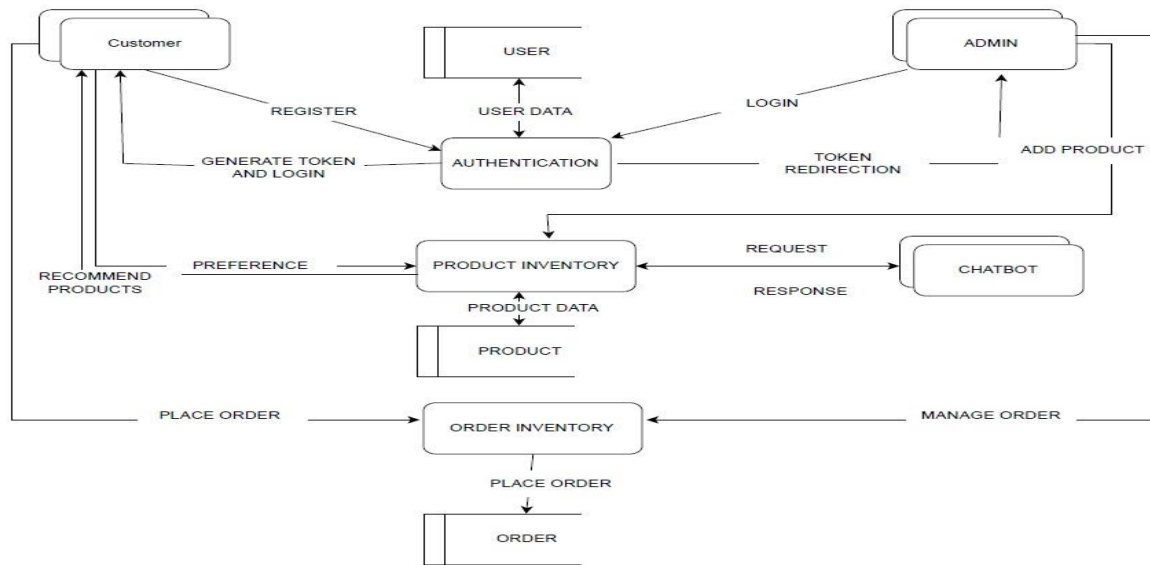 Customer
USER
ADMIN
REGISTER
USER DATA
LOGIN
GENERATE TOKEN
AND LOGIN
AUTHENTICATION
TOKEN
REDIRECTION
ADD PRODUCT
RECOMMEND
PRODUCTS
PREFERENCE
PRODUCT INVENTORY
REQUEST
RESPONSE
CHATBOT
PRODUCT DATA
PRODUCT
PLACE ORDER
ORDER INVENTORY
MANAGE ORDER
PLACE ORDER
ORDER